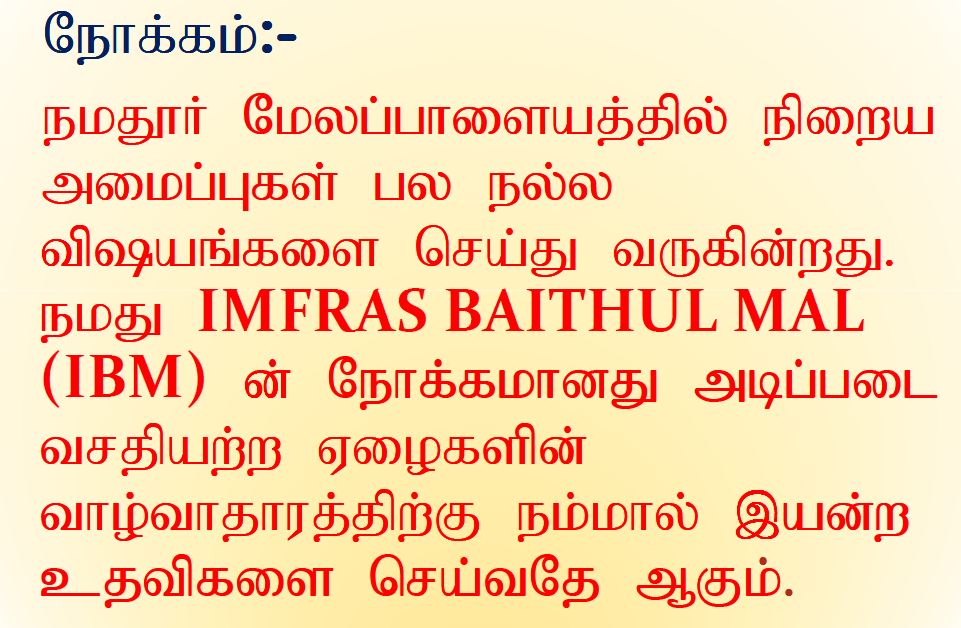 நோக்கம்:-
நமதூர் மேலப்பாளையத்தில் நிறைய
அமைப்புகள் பல நல்ல
விஷயங்களை செய்து வருகின்றது.
நமது IMFRAS BAITHUL MAL
(IBM) ன் நோக்கமானது அடிப்படை
வசதியற்ற ஏழைகளின்
வாழ்வாதாரத்திற்கு நம்மால் இயன்ற
உதவிகளை செய்வதே ஆகும்.